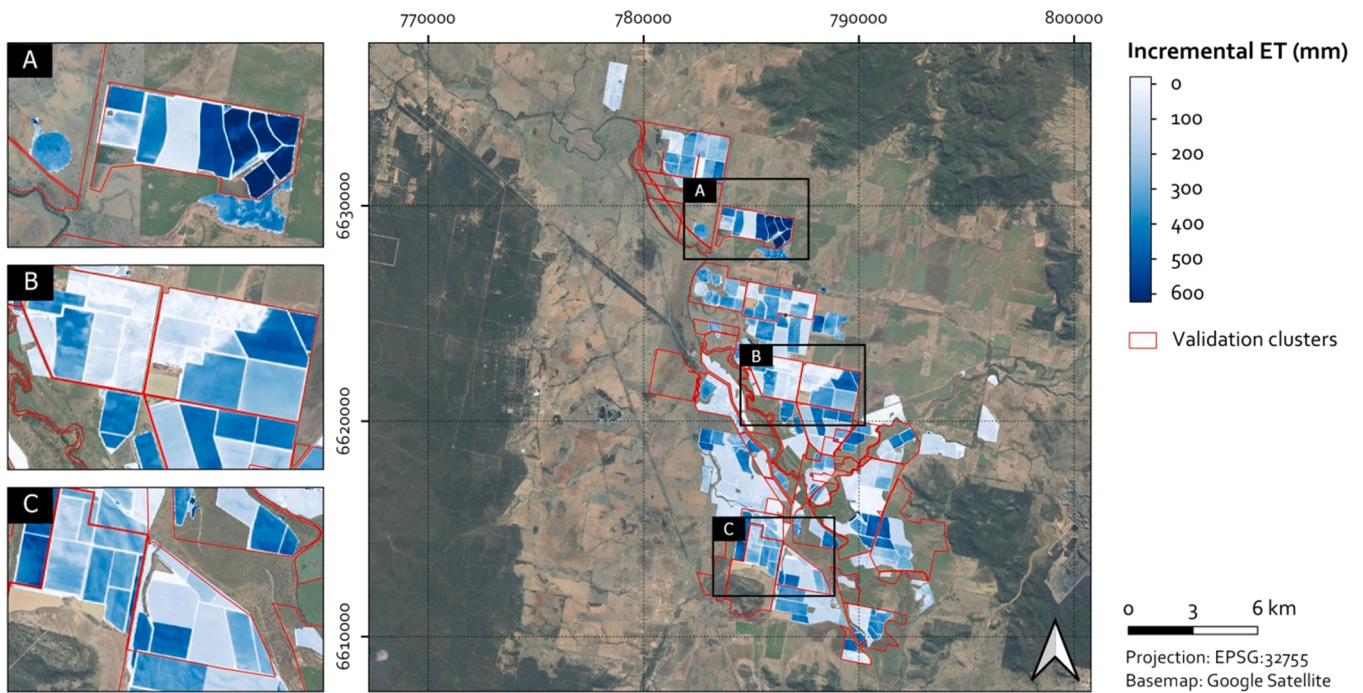 770000
780000
790000
800000
A
B
C
6630000
6620000
6610000
A
B
C
Incremental ET (mm)
0
100
200
300
400
500
600
Validation clusters
0 3 6 km
Projection: EPSG:32755
Basemap: Google Satellite